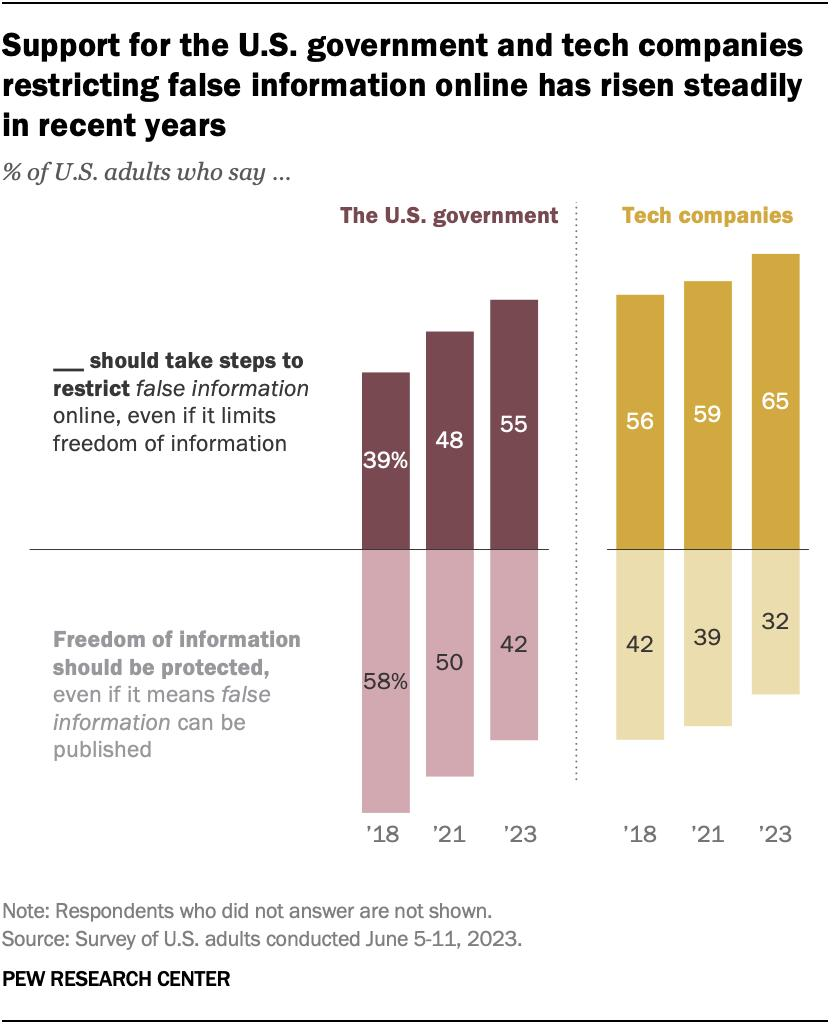 Support for the U.S. government and tech companies
restricting false information online has risen steadily
in recent years
% of U.S. adults who say ...
The U.S. government
Tech companies
___ should take steps to
restrict false information
online, even if it limits
freedom of information
39%
48
55
56
59
65
Freedom of information
should be protected,
even if it means false
information can be
published
58%
50
42
42
39
32
’18
’21
’23
’18
’21
’23
Note: Respondents who did not answer are not shown.
Source: Survey of U.S. adults conducted June 5-11, 2023.
PEW RESEARCH CENTER